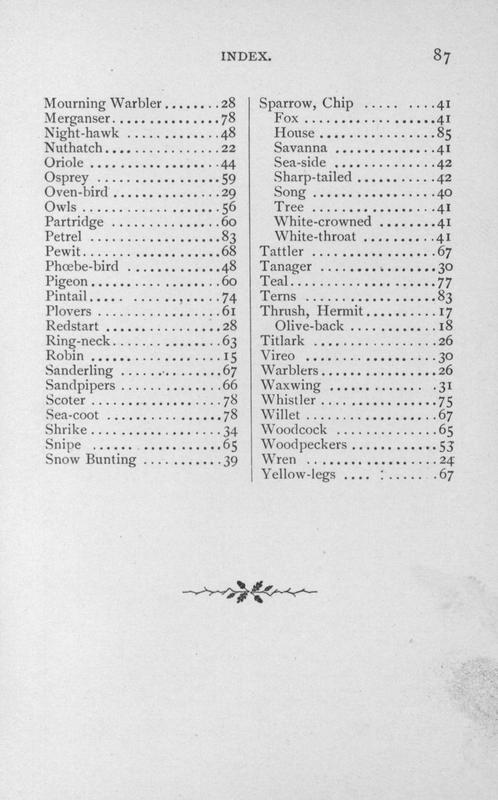 INDEX. 87
Mourning Warbler ........ 28
Merganser ............... 78
Night-hawk ............ 48
Nuthatch ............... 22
Oriole ................. 44
Osprey ................ 59
Oven-bird .............. 29
Owls .................. 56
Partridge .............. 60
Petrel ................. 83
Pewit .................. 68
Phœbe-bird ............ 48
Pigeon ................. 60
Pintail ................ 74
Plovers ................ 61
Redstart ............... 28
Ring-neck .............. 63
Robin ................. 15
Sanderling ............. 67
Sandpipers ............. 66
Scoter ................. 78
Sea-coot ............... 78
Shrike ................. 34
Snipe ................. 65
Snow Bunting ........... 39
Sparrow, Chip ......... 41
Fox .................. 41
House ................ 85
Savanna .............. 41
Sea-side ............. 42
Sharp-tailed .......... 42
Song ................. 40
Tree ................. 41
White-crowned ........ 41
White-throat ......... 41
Tattler ................ 67
Tanager ............... 30
Teal ................... 77
Terns ................. 83
Thrush, Hermit ......... 17
Olive-back ........... 18
Titlark ................ 26
Vireo ................. 30
Warblers ............... 26
Waxwing .............. 31
Whistler ............... 75
Willet ................. 67
Woodcock ............. 65
Woodpeckers ........... 53
Wren ................. 24
Yellow-legs ........... 67